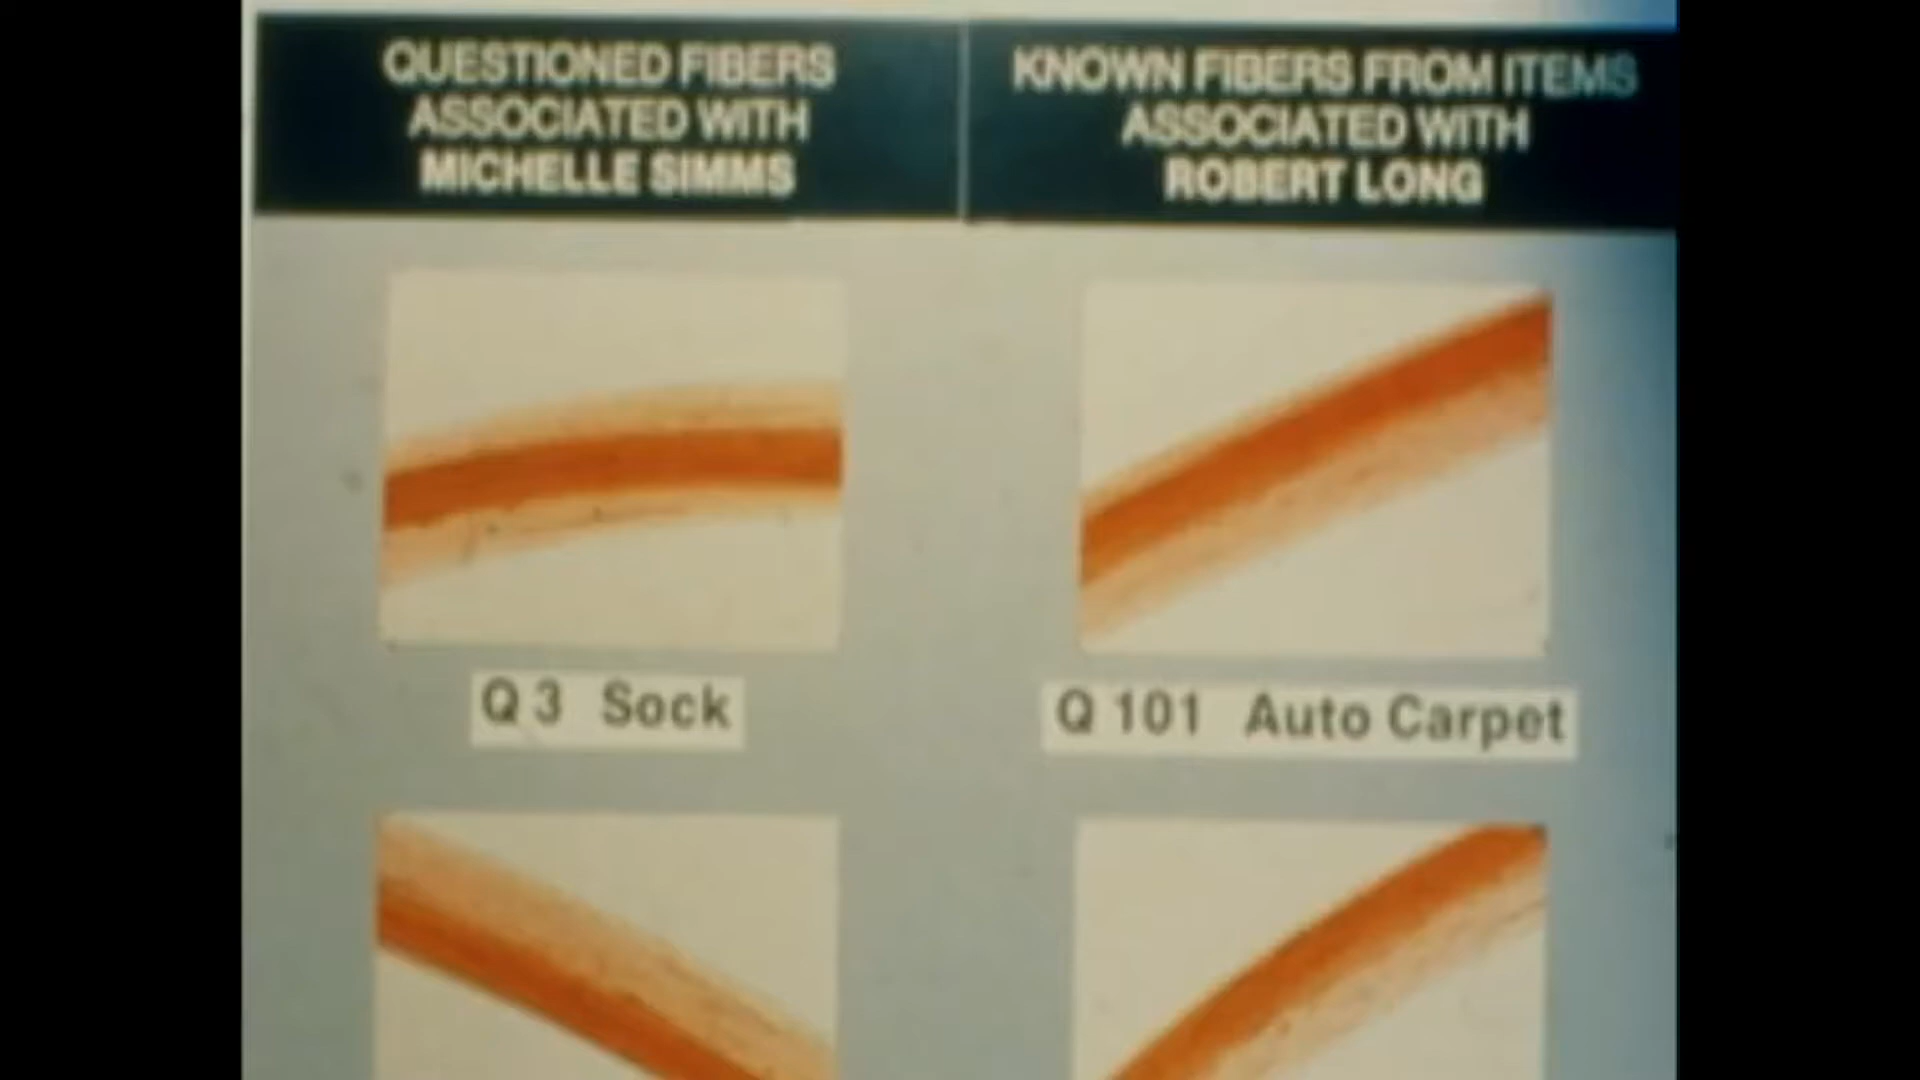 QUESTIONED FIBERS
ASSOCIATED WITH
MICHELLE SIMMS
KNOWN FIBERS FROM ITEMS
ASSOCIATED WITH
ROBERT LONG
Q 3 Sock
Q 101 Auto Carpet